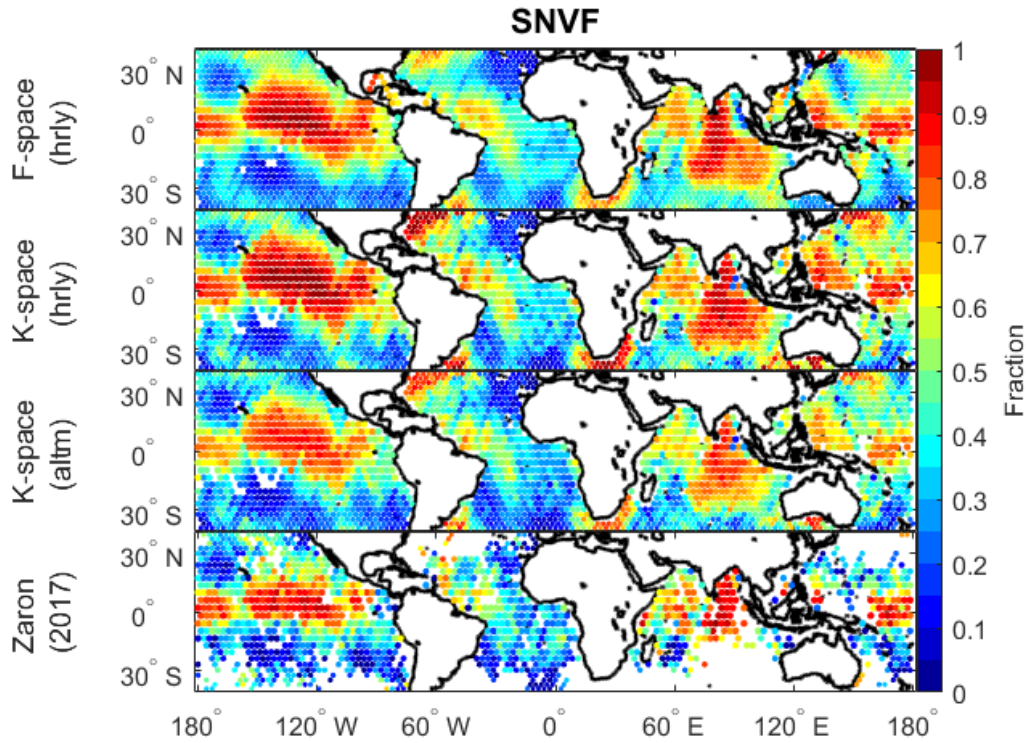 SNVF
F-space
(hrly)
30° N
0°
30° S
K-space
(hrly)
30° N
0°
30° S
K-space
(altm)
30° N
0°
30° S
Zaron
(2017)
30° N
0°
30° S
180° 120° W 60° W 0° 60° E 120° E 180°
1
0.9
0.8
0.7
0.6
0.5
0.4
0.3
0.2
0.1
0
Fraction